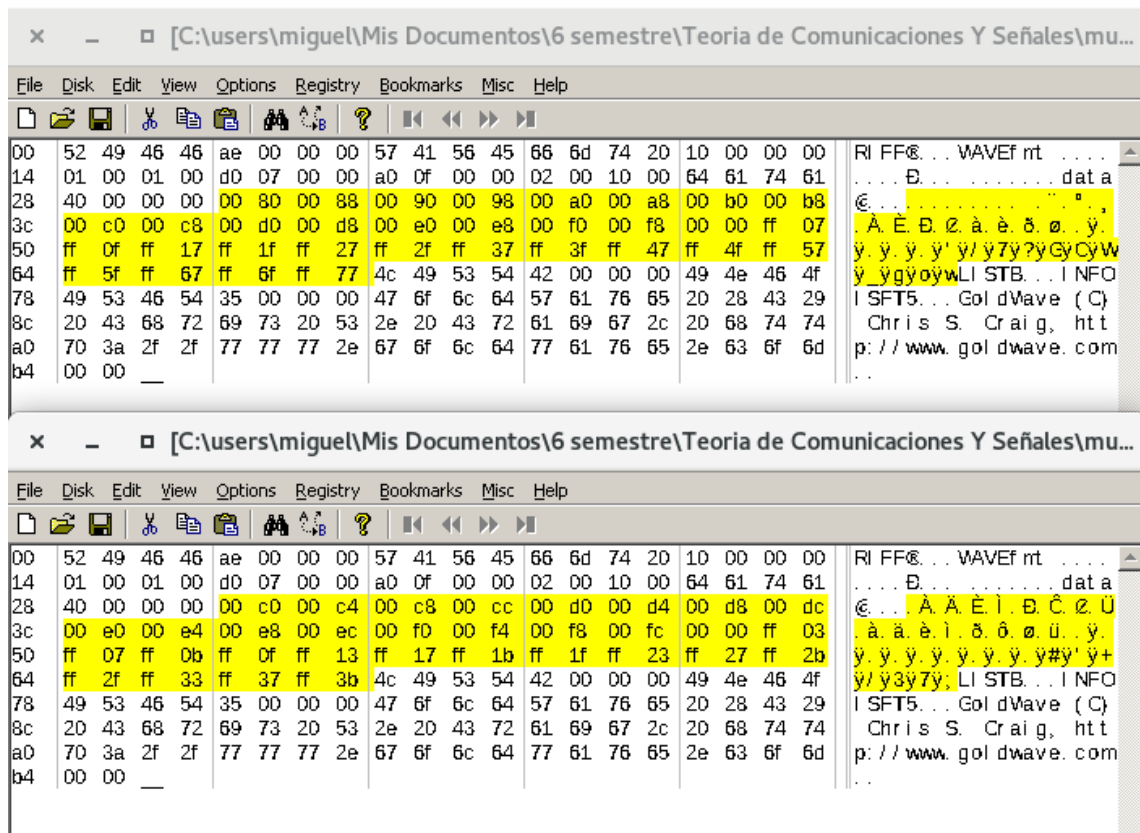 [C:\users\miguel\Mis Documentos\6 semestre\Teoria de Comunicaciones Y Señales\mu...
File Disk Edit View Options Registry Bookmarks Misc Help
00 52 49 46 46 ae 00 00 00 57 41 56 45 66 6d 74 20 10 00 00 00 RIFF®...WAVEfmt ....
14 01 00 01 00 d0 07 00 00 a0 0f 00 00 02 00 10 00 64 61 74 61 ....Ð... ........data
28 40 00 00 00 00 80 00 88 00 90 00 98 00 a0 00 a8 00 b0 00 b8 @............ .¨.°.¸
3c 00 c0 00 c8 00 d0 00 d8 00 e0 00 e8 00 f0 00 f8 00 00 ff 07 .À.È.Ð.Ø.à.è.ð.ø..ÿ.
50 ff 0f ff 17 ff 1f ff 27 ff 2f ff 37 ff 3f ff 47 ff 4f ff 57 ÿ.ÿ.ÿ.ÿ'ÿ/ÿ7ÿ?ÿGÿOÿW
64 ff 5f ff 67 ff 6f ff 77 4c 49 53 54 42 00 00 00 49 4e 46 4f ÿ_ÿgÿoÿwLISTB...INFO
78 49 53 46 54 35 00 00 00 47 6f 6c 64 57 61 76 65 20 28 43 29 ISFT5...GoldWave (C)
8c 20 43 68 72 69 73 20 53 2e 20 43 72 61 69 67 2c 20 68 74 74 Chris S. Craig, htt
a0 70 3a 2f 2f 77 77 77 2e 67 6f 6c 64 77 61 76 65 2e 63 6f 6d p://www.goldwave.com
b4 00 00 ..
[C:\users\miguel\Mis Documentos\6 semestre\Teoria de Comunicaciones Y Señales\mu...
File Disk Edit View Options Registry Bookmarks Misc Help
00 52 49 46 46 ae 00 00 00 57 41 56 45 66 6d 74 20 10 00 00 00 RIFF®...WAVEfmt ....
14 01 00 01 00 d0 07 00 00 a0 0f 00 00 02 00 10 00 64 61 74 61 ....Ð... ........data
28 40 00 00 00 00 c0 00 c4 00 c8 00 cc 00 d0 00 d4 00 d8 00 dc @....À.Ä.È.Ì.Ð.Ô.Ø.Ü
3c 00 e0 00 e4 00 e8 00 ec 00 f0 00 f4 00 f8 00 fc 00 00 ff 03 .à.ä.è.ì.ð.ô.ø.ü..ÿ.
50 ff 07 ff 0b ff 0f ff 13 ff 17 ff 1b ff 1f ff 23 ff 27 ff 2b ÿ.ÿ.ÿ.ÿ.ÿ.ÿ.ÿ.ÿ#ÿ'ÿ+
64 ff 2f ff 33 ff 37 ff 3b 4c 49 53 54 42 00 00 00 49 4e 46 4f ÿ/ÿ3ÿ7ÿ;LISTB...INFO
78 49 53 46 54 35 00 00 00 47 6f 6c 64 57 61 76 65 20 28 43 29 ISFT5...GoldWave (C)
8c 20 43 68 72 69 73 20 53 2e 20 43 72 61 69 67 2c 20 68 74 74 Chris S. Craig, htt
a0 70 3a 2f 2f 77 77 77 2e 67 6f 6c 64 77 61 76 65 2e 63 6f 6d p://www.goldwave.com
b4 00 00 ..